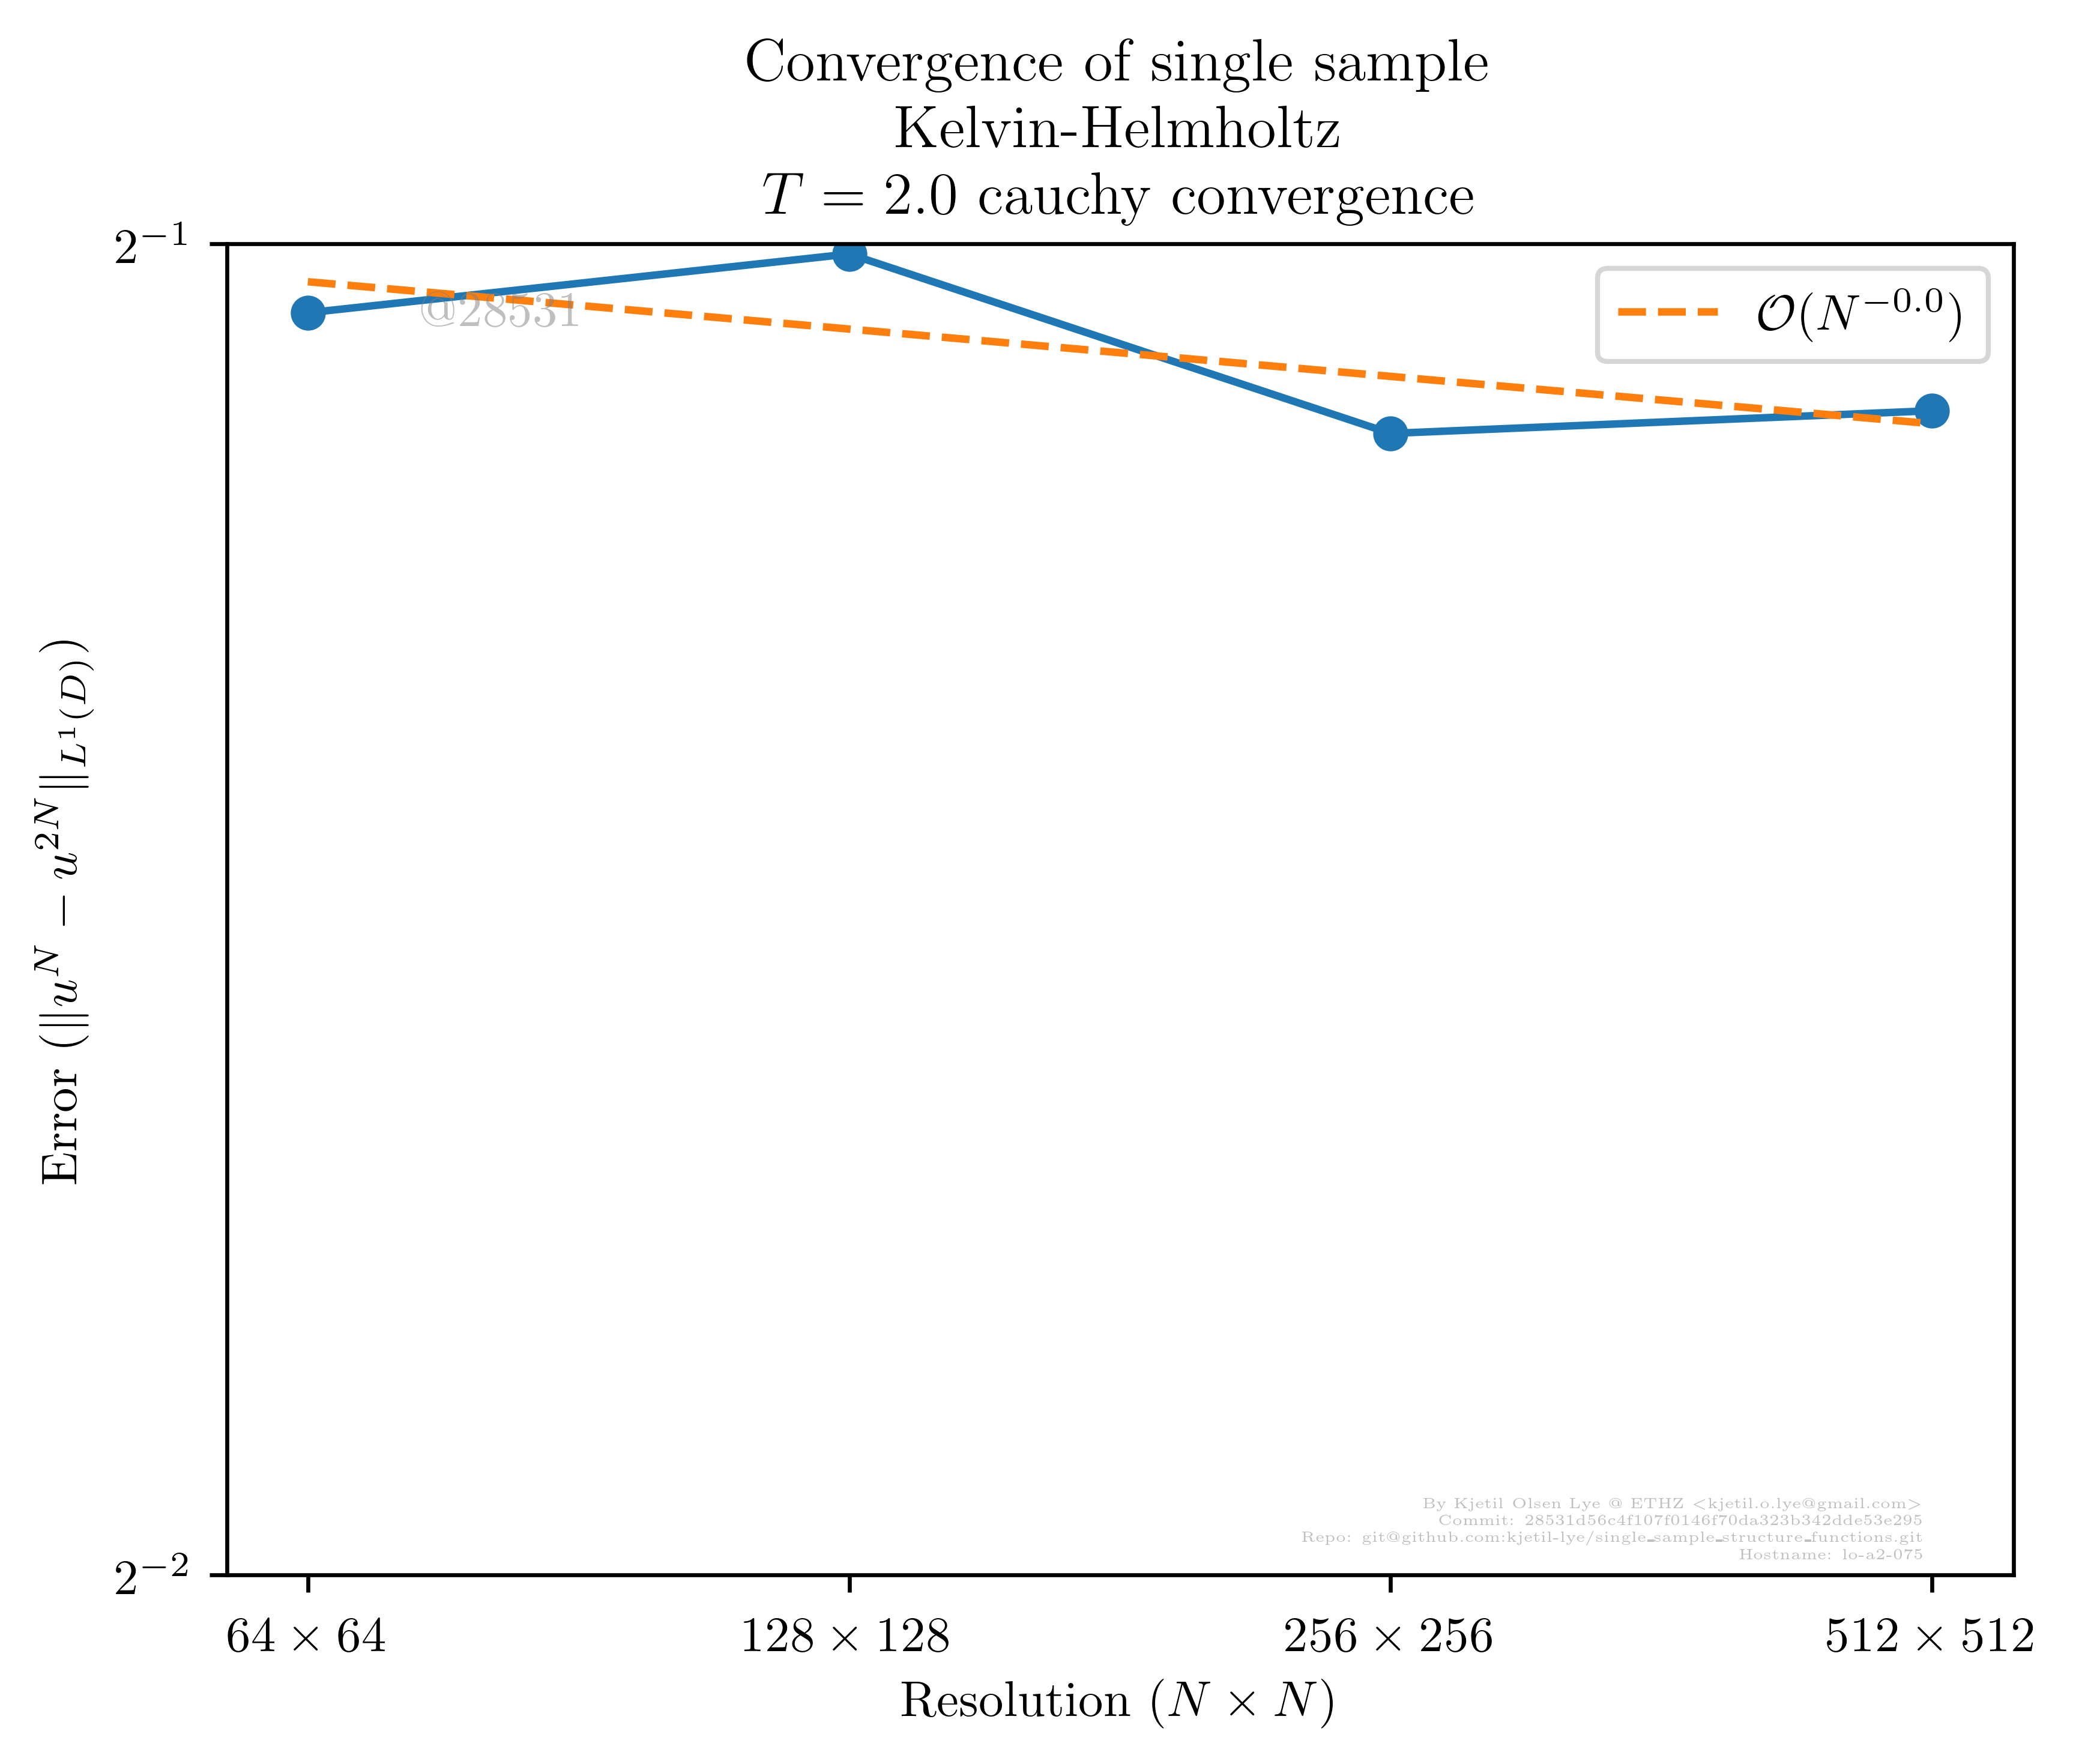 Convergence of single sample
Kelvin-Helmholtz
T = 2.0 cauchy convergence
2⁻¹
@28531
𝒪(N⁻⁰·⁰)
Error (‖u^N − u^{2N}‖_{L¹(D)})
By Kjetil Olsen Lye @ ETHZ <kjetil.o.lye@gmail.com>
Commit: 28531d56c4f107f0146f70da323b342dde53e295
Repo: git@github.com:kjetil-lye/single_sample_structure_functions.git
Hostname: lo-a2-075
2⁻²
64 × 64 128 × 128 256 × 256 512 × 512
Resolution (N × N)